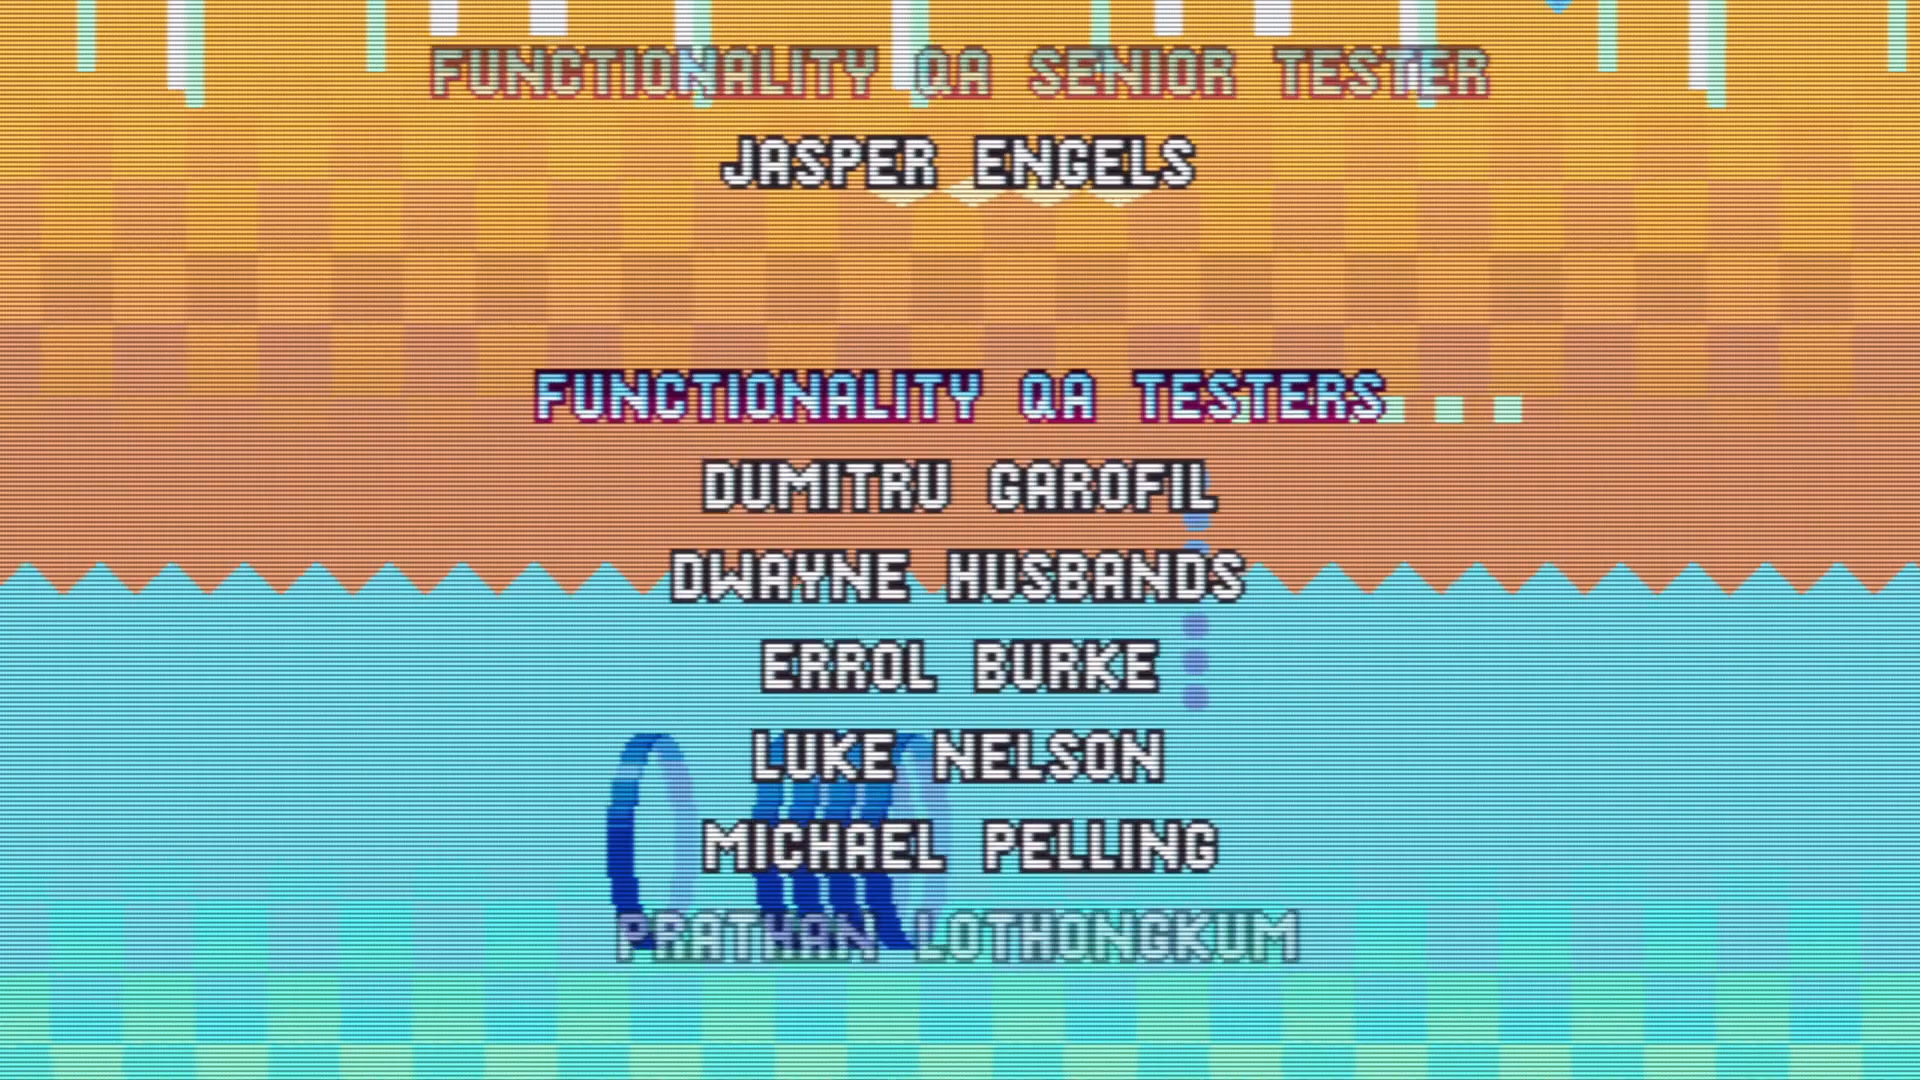 FUNCTIONALITY QA SENIOR TESTER
JASPER ENGELS
FUNCTIONALITY QA TESTERS
DUMITRU GAROFIL
DWAYNE HUSBANDS
ERROL BURKE
LUKE NELSON
MICHAEL PELLING
PRATHAN LOTHONGKUM